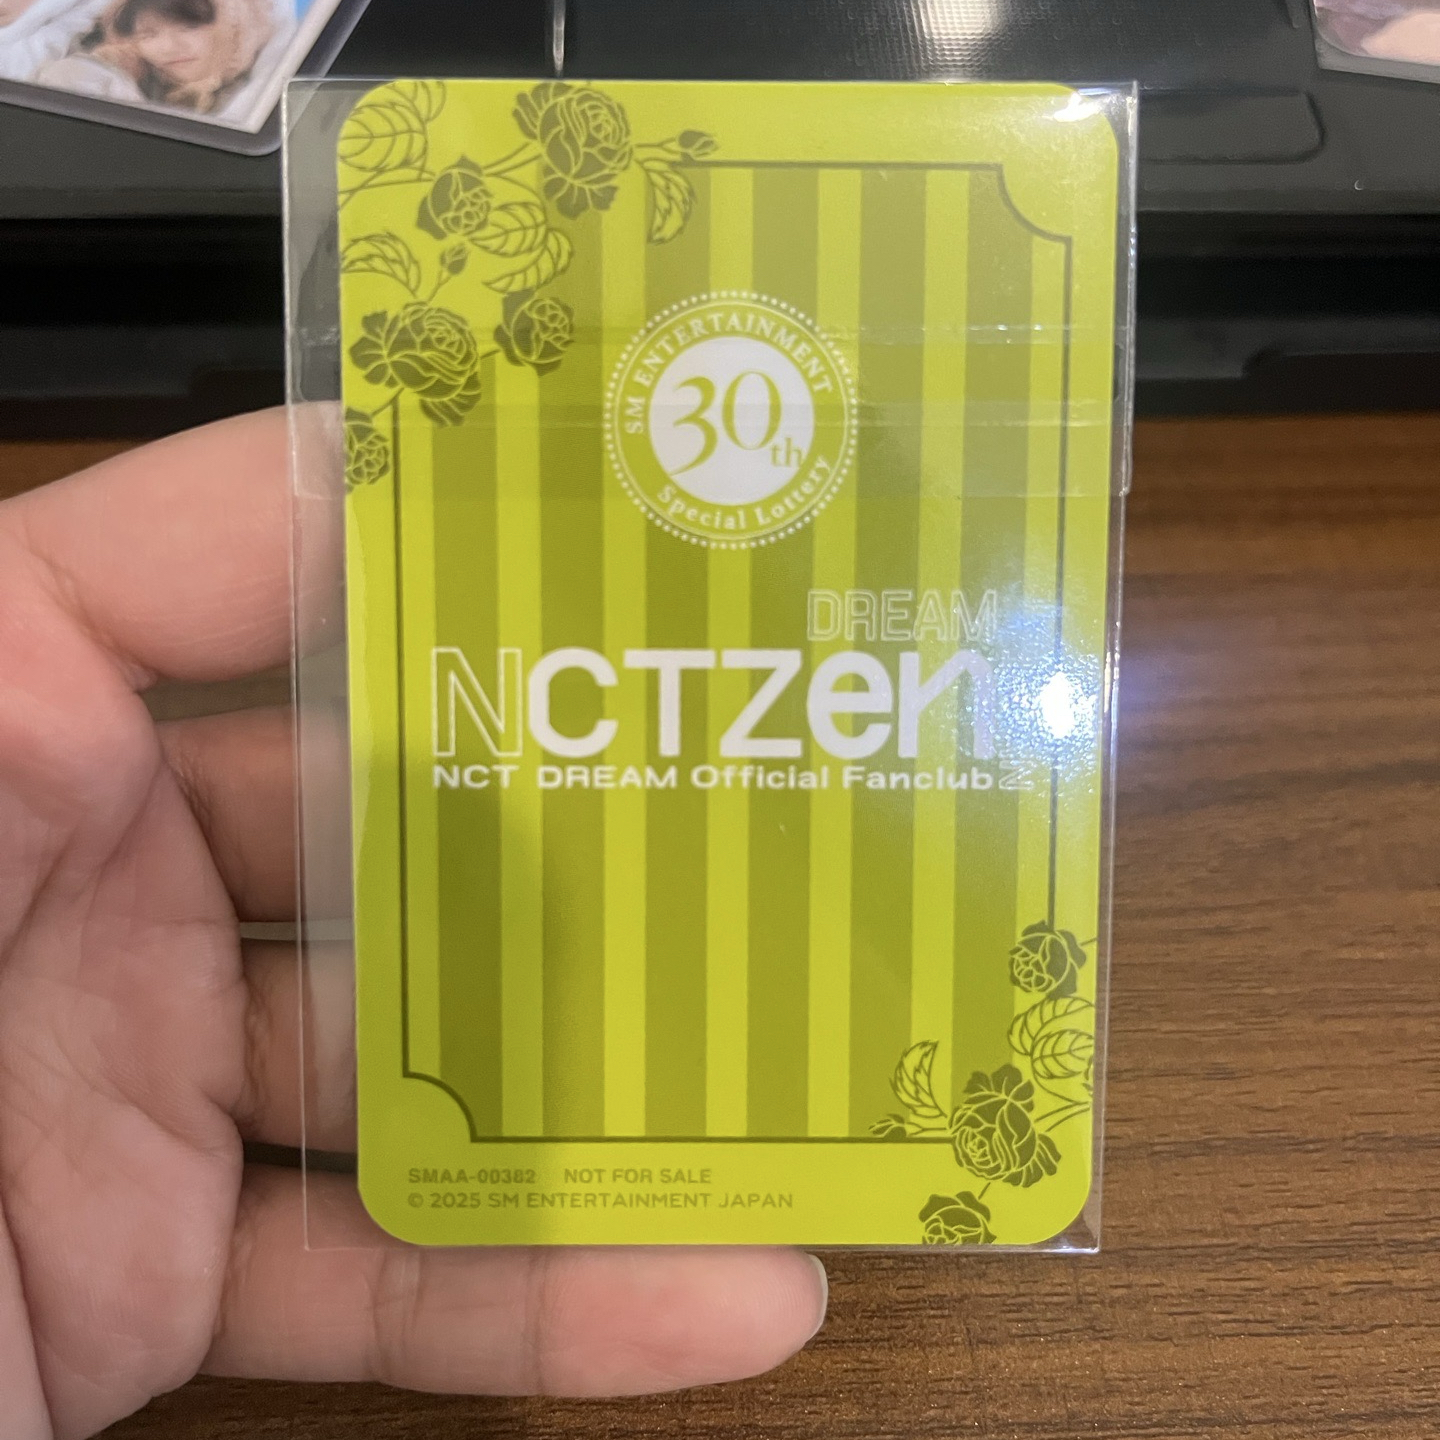 SM ENTERTAINMENT
30th
Special Lottery
DREAM
NCTZen
NCT DREAM Official Fanclub
SMAA-00382 NOT FOR SALE
© 2025 SM ENTERTAINMENT JAPAN